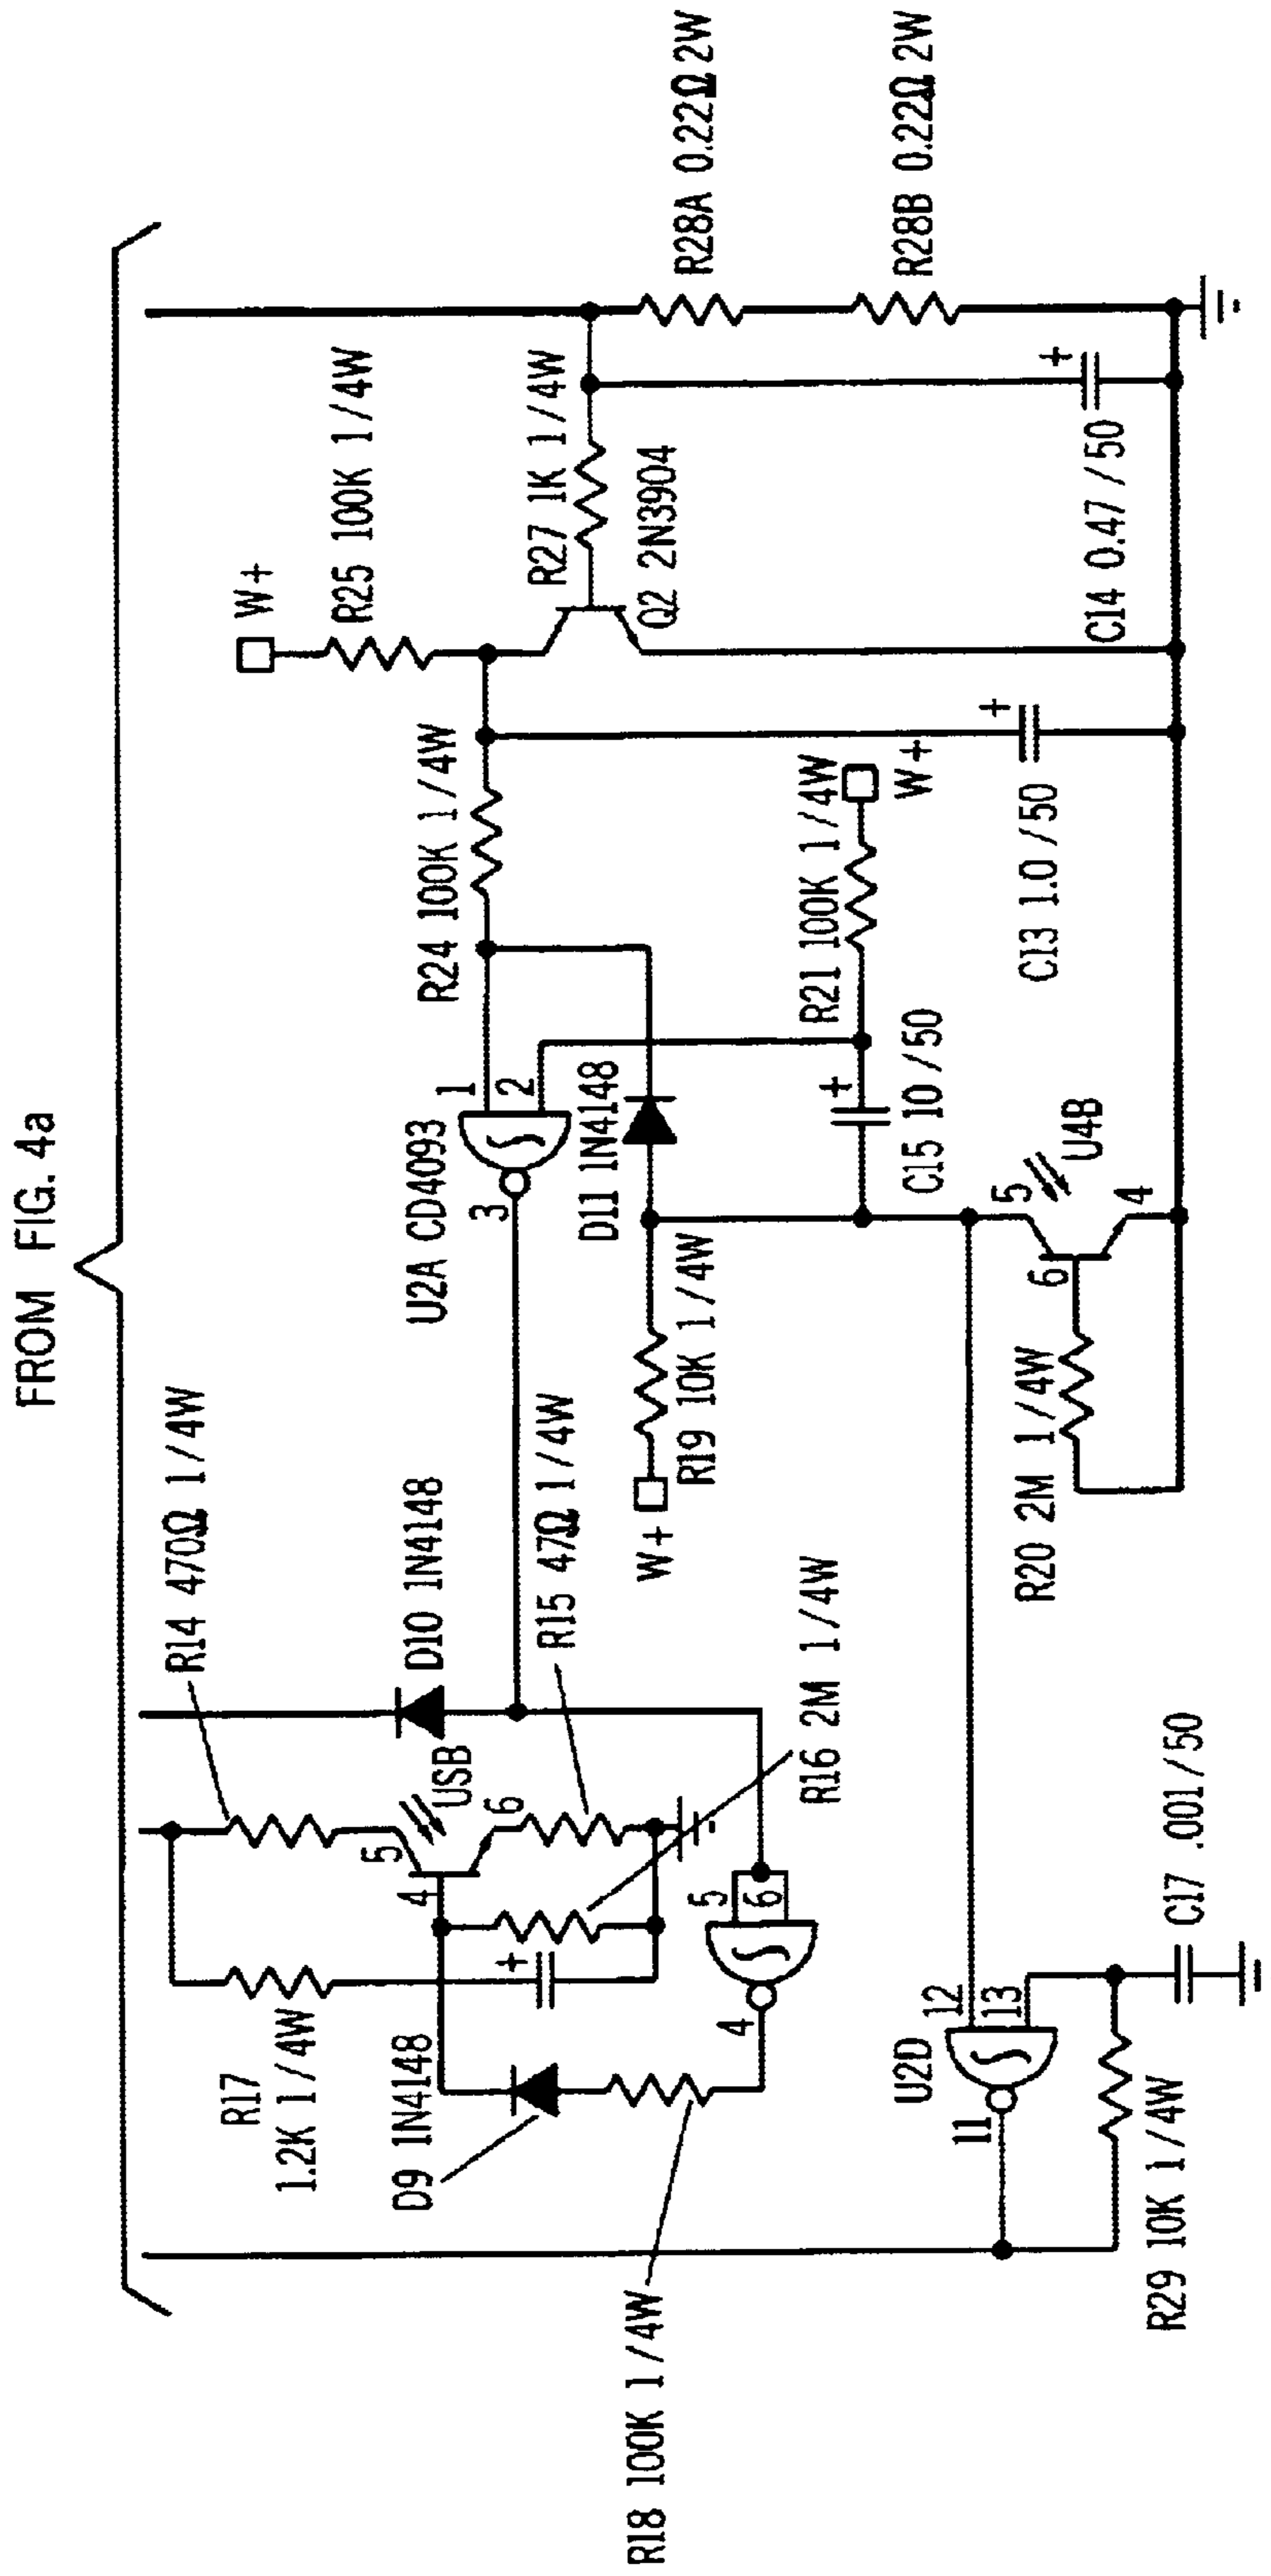 FROM FIG. 4a
R14 470Ω 1/4W
R17
1.2K 1/4W
D9 1N4148
R18 100K 1/4W
+
4
5
6
USB
D10 1N4148
R15 47Ω 1/4W
R16 2M 1/4W
5
6
4
U2A CD4093
3
1
2
R24 100K 1/4W
W+
R25 100K 1/4W
R27 1K 1/4W
Q2 2N3904
R28A 0.22Ω 2W
R28B 0.22Ω 2W
+
C14 0.47/50
+
C13 1.0/50
D11 1N4148
W+
R19 10K 1/4W
R21 100K 1/4W
W+
+
C15 10/50
5
6
4
U4B
R20 2M 1/4W
U2D
11
12
13
R29 10K 1/4W
C17 .001/50